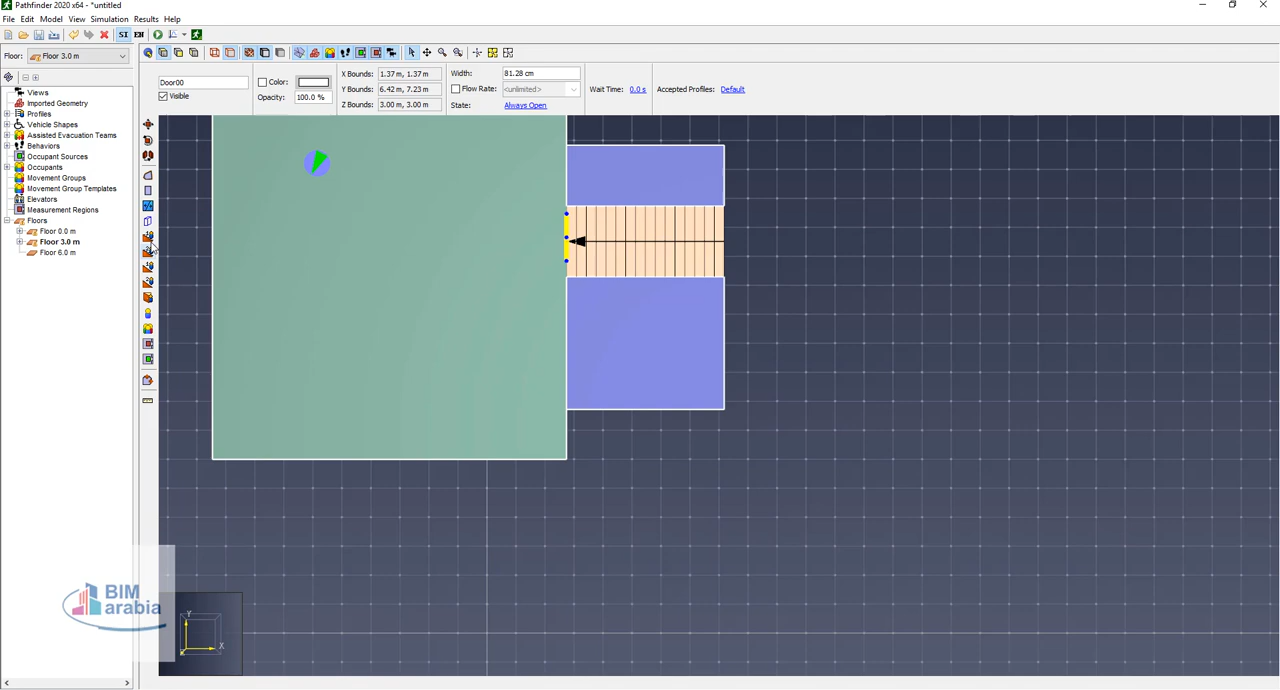 Pathfinder 2020 x64 - *untitled
File Edit Model View Simulation Results Help
SI EN
Floor: Floor 3.0 m
Views
Imported Geometry
Profiles
Vehicle Shapes
Assisted Evacuation Teams
Behaviors
Occupant Sources
Occupants
Movement Groups
Movement Group Templates
Elevators
Measurement Regions
Floors
Floor 0.0 m
Floor 3.0 m
Floor 6.0 m
Door00
Visible
Color:
Opacity: 100.0 %
X Bounds: 1.37 m, 1.37 m
Y Bounds: 6.42 m, 7.23 m
Z Bounds: 3.00 m, 3.00 m
Width: 81.28 cm
Flow Rate: <unlimited>
State: Always Open
Wait Time: 0.0 s
Accepted Profiles: Default
BIM
arabia
Y
X
Z